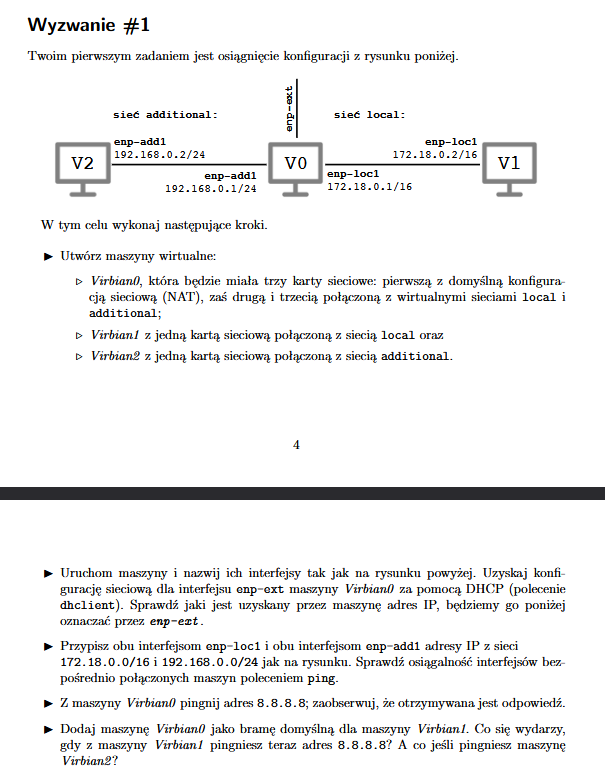 Wyzwanie #1
Twoim pierwszym zadaniem jest osiągnięcie konfiguracji z rysunku poniżej.
enp-ext
sieć additional:
sieć local:
enp-add1
192.168.0.2/24
enp-loc1
172.18.0.2/16
V2
V0
V1
enp-add1
192.168.0.1/24
enp-loc1
172.18.0.1/16
W tym celu wykonaj następujące kroki.
► Utwórz maszyny wirtualne:
▷ Virbian0, która będzie miała trzy karty sieciowe: pierwszą z domyślną konfigura-
cją sieciową (NAT), zaś drugą i trzecią połączoną z wirtualnymi sieciami local i
additional;
▷ Virbian1 z jedną kartą sieciową połączoną z siecią local oraz
▷ Virbian2 z jedną kartą sieciową połączoną z siecią additional.
4
► Uruchom maszyny i nazwij ich interfejsy tak jak na rysunku powyżej. Uzyskaj konfi-
gurację sieciową dla interfejsu enp-ext maszyny Virbian0 za pomocą DHCP (polecenie
dhclient). Sprawdź jaki jest uzyskany przez maszynę adres IP, będziemy go poniżej
oznaczać przez enp-ext.
► Przypisz obu interfejsom enp-loc1 i obu interfejsom enp-add1 adresy IP z sieci
172.18.0.0/16 i 192.168.0.0/24 jak na rysunku. Sprawdź osiągalność interfejsów bez-
pośrednio połączonych maszyn poleceniem ping.
► Z maszyny Virbian0 pingnij adres 8.8.8.8; zaobserwuj, że otrzymywana jest odpowiedź.
► Dodaj maszynę Virbian0 jako bramę domyślną dla maszyny Virbian1. Co się wydarzy,
gdy z maszyny Virbian1 pingniesz teraz adres 8.8.8.8? A co jeśli pingniesz maszynę
Virbian2?